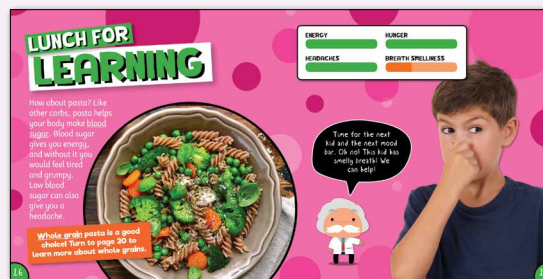 LUNCH FOR
LEARNING
How about pasta? Like
other carbs, pasta helps
your body make blood
sugar. Blood sugar
gives you energy,
and without it you
would feel tired
and grumpy.
Low blood
sugar can also
give you a
headache.
Whole grain pasta is a good
choice! Turn to page 20 to
learn more about whole grains.
16
ENERGY
HUNGER
HEADACHES
BREATH SMELLINESS
Time for the next
kid and the next mood
bar. Oh no! This kid has
smelly breath! We
can help!